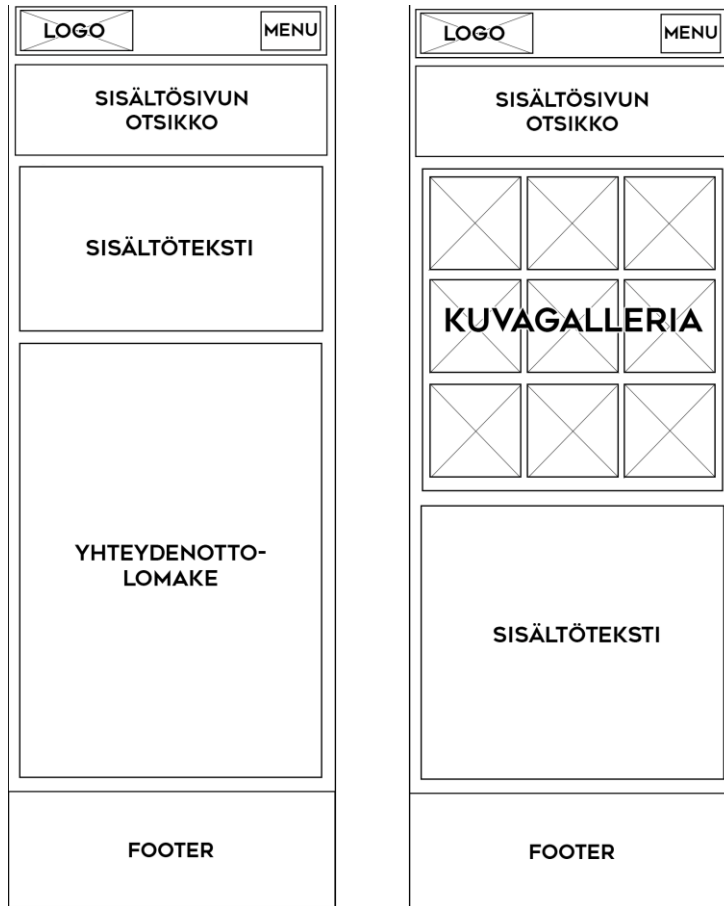 LOGO
MENU
SISÄLTÖSIVUN
OTSIKKO
SISÄLTÖTEKSTI
YHTEYDENOTTO-
LOMAKE
FOOTER
LOGO
MENU
SISÄLTÖSIVUN
OTSIKKO
KUVAGALLERIA
SISÄLTÖTEKSTI
FOOTER